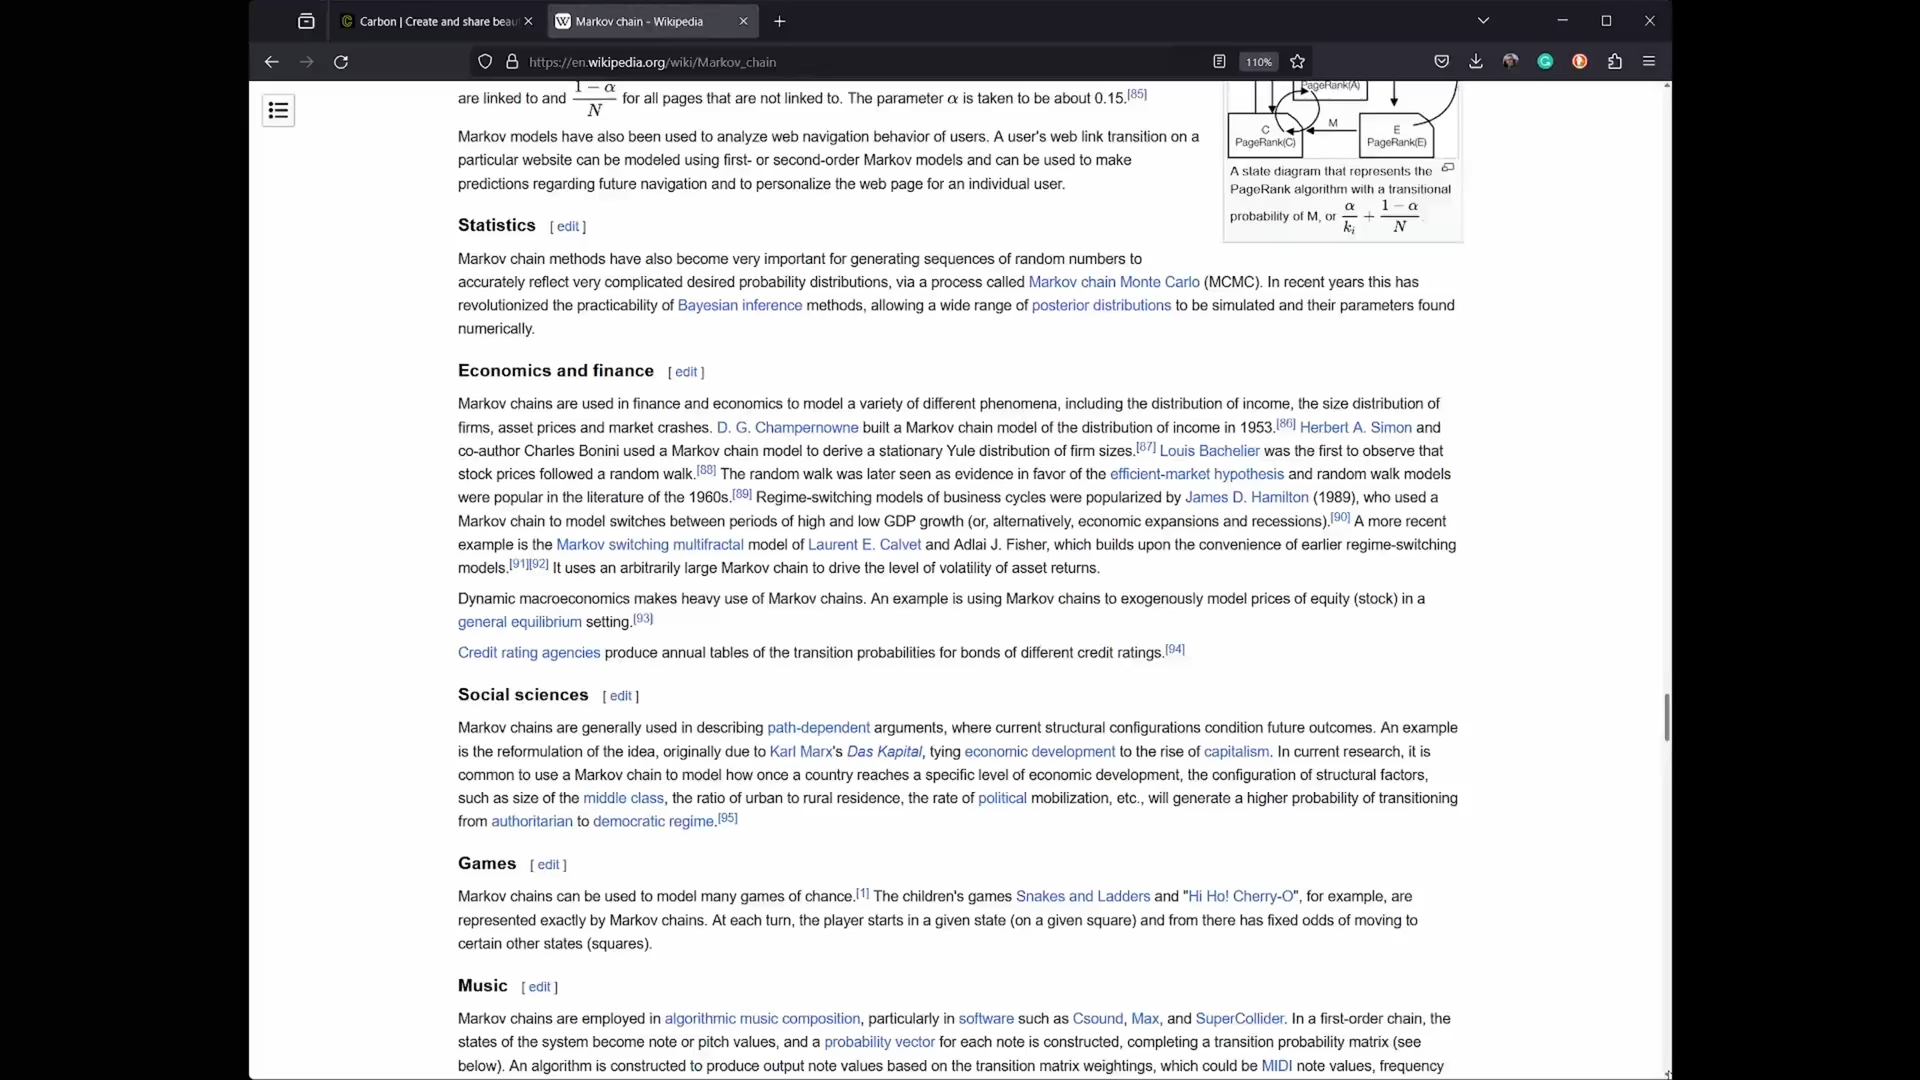 Carbon | Create and share beau
Markov chain - Wikipedia
https://en.wikipedia.org/wiki/Markov_chain
110%
are linked to and 1 − α / N for all pages that are not linked to. The parameter α is taken to be about 0.15.[85]
Markov models have also been used to analyze web navigation behavior of users. A user's web link transition on a
particular website can be modeled using first- or second-order Markov models and can be used to make
predictions regarding future navigation and to personalize the web page for an individual user.
PageRank(A)
C
PageRank(C)
M
E
PageRank(E)
A state diagram that represents the
PageRank algorithm with a transitional
probability of M, or α / k_i + 1 − α / N
Statistics [ edit ]
Markov chain methods have also become very important for generating sequences of random numbers to
accurately reflect very complicated desired probability distributions, via a process called Markov chain Monte Carlo (MCMC). In recent years this has
revolutionized the practicability of Bayesian inference methods, allowing a wide range of posterior distributions to be simulated and their parameters found
numerically.
Economics and finance [ edit ]
Markov chains are used in finance and economics to model a variety of different phenomena, including the distribution of income, the size distribution of
firms, asset prices and market crashes. D. G. Champernowne built a Markov chain model of the distribution of income in 1953.[86] Herbert A. Simon and
co-author Charles Bonini used a Markov chain model to derive a stationary Yule distribution of firm sizes.[87] Louis Bachelier was the first to observe that
stock prices followed a random walk.[88] The random walk was later seen as evidence in favor of the efficient-market hypothesis and random walk models
were popular in the literature of the 1960s.[89] Regime-switching models of business cycles were popularized by James D. Hamilton (1989), who used a
Markov chain to model switches between periods of high and low GDP growth (or, alternatively, economic expansions and recessions).[90] A more recent
example is the Markov switching multifractal model of Laurent E. Calvet and Adlai J. Fisher, which builds upon the convenience of earlier regime-switching
models.[91][92] It uses an arbitrarily large Markov chain to drive the level of volatility of asset returns.
Dynamic macroeconomics makes heavy use of Markov chains. An example is using Markov chains to exogenously model prices of equity (stock) in a
general equilibrium setting.[93]
Credit rating agencies produce annual tables of the transition probabilities for bonds of different credit ratings.[94]
Social sciences [ edit ]
Markov chains are generally used in describing path-dependent arguments, where current structural configurations condition future outcomes. An example
is the reformulation of the idea, originally due to Karl Marx's Das Kapital, tying economic development to the rise of capitalism. In current research, it is
common to use a Markov chain to model how once a country reaches a specific level of economic development, the configuration of structural factors,
such as size of the middle class, the ratio of urban to rural residence, the rate of political mobilization, etc., will generate a higher probability of transitioning
from authoritarian to democratic regime.[95]
Games [ edit ]
Markov chains can be used to model many games of chance.[1] The children's games Snakes and Ladders and "Hi Ho! Cherry-O", for example, are
represented exactly by Markov chains. At each turn, the player starts in a given state (on a given square) and from there has fixed odds of moving to
certain other states (squares).
Music [ edit ]
Markov chains are employed in algorithmic music composition, particularly in software such as Csound, Max, and SuperCollider. In a first-order chain, the
states of the system become note or pitch values, and a probability vector for each note is constructed, completing a transition probability matrix (see
below). An algorithm is constructed to produce output note values based on the transition matrix weightings, which could be MIDI note values, frequency